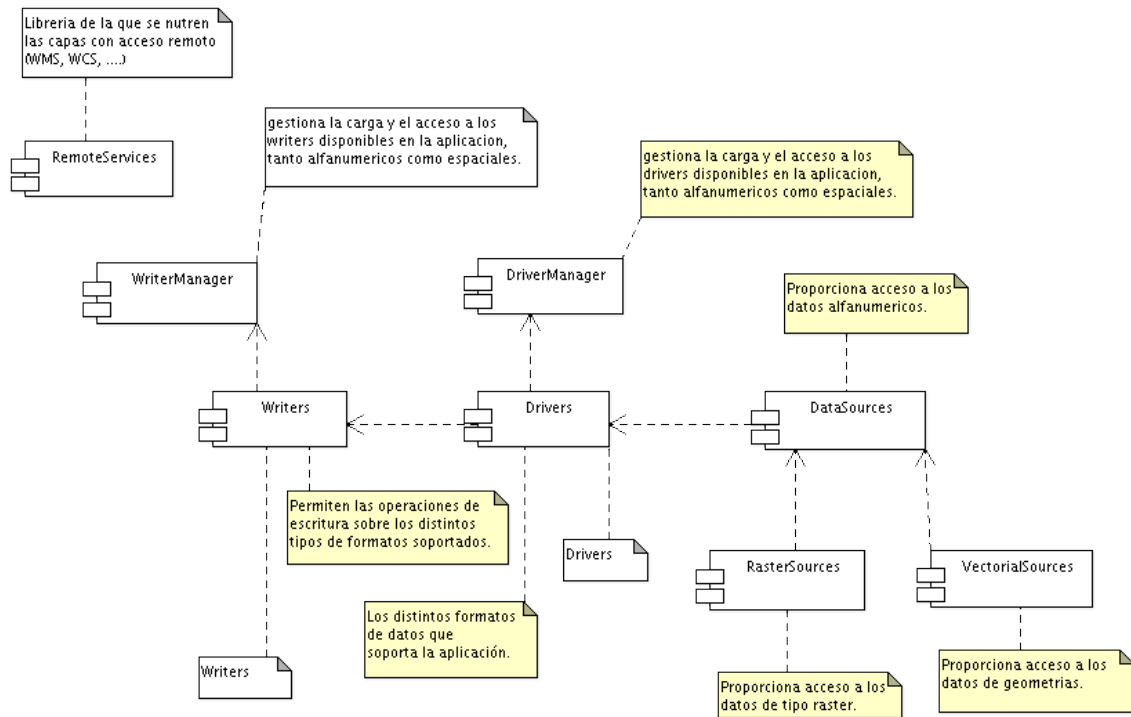 Libreria de la que se nutren
las capas con acceso remoto
(WMS, WCS, ....)
RemoteServices
gestiona la carga y el acceso a los
writers disponibles en la aplicacion,
tanto alfanumericos como espaciales.
gestiona la carga y el acceso a los
drivers disponibles en la aplicacion,
tanto alfanumericos como espaciales.
WriterManager
DriverManager
Proporciona acceso a los
datos alfanumericos.
Writers
Drivers
DataSources
Permiten las operaciones de
escritura sobre los distintos
tipos de formatos soportados.
Drivers
RasterSources
VectorialSources
Los distintos formatos
de datos que
soporta la aplicación.
Writers
Proporciona acceso a los
datos de tipo raster.
Proporciona acceso a los
datos de geometrias.